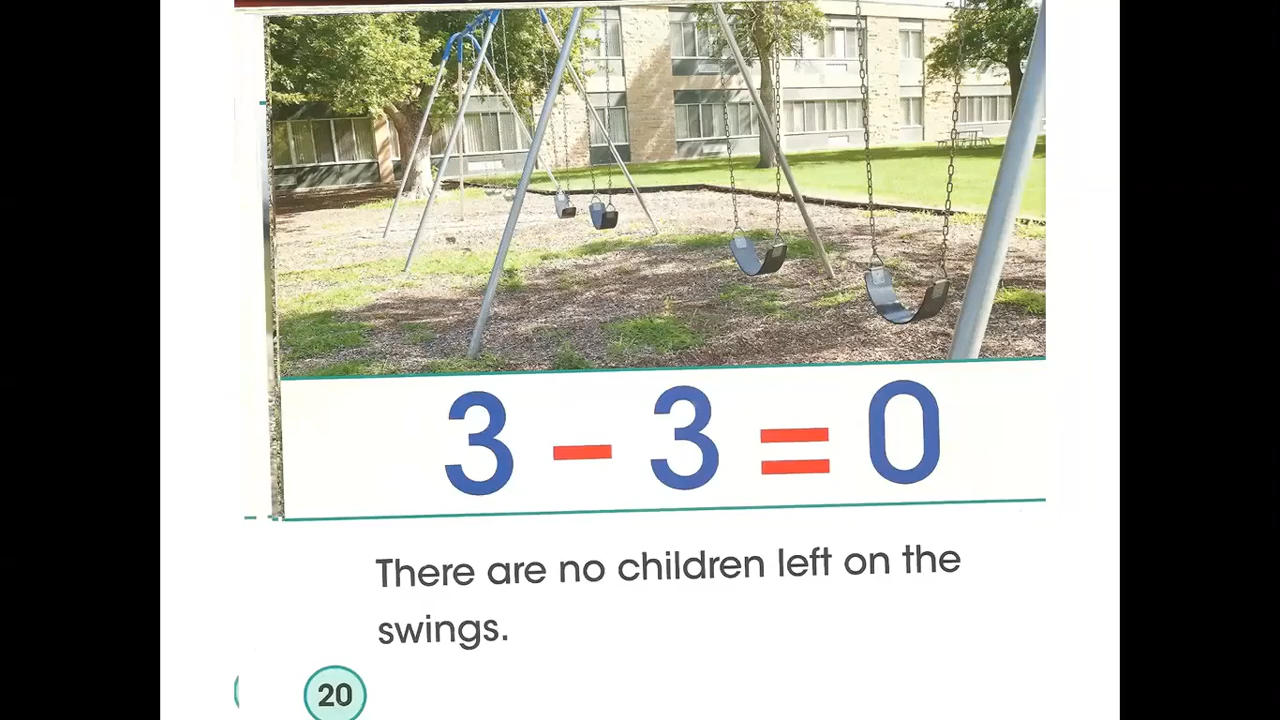 3 - 3 = 0
There are no children left on the
swings.
20